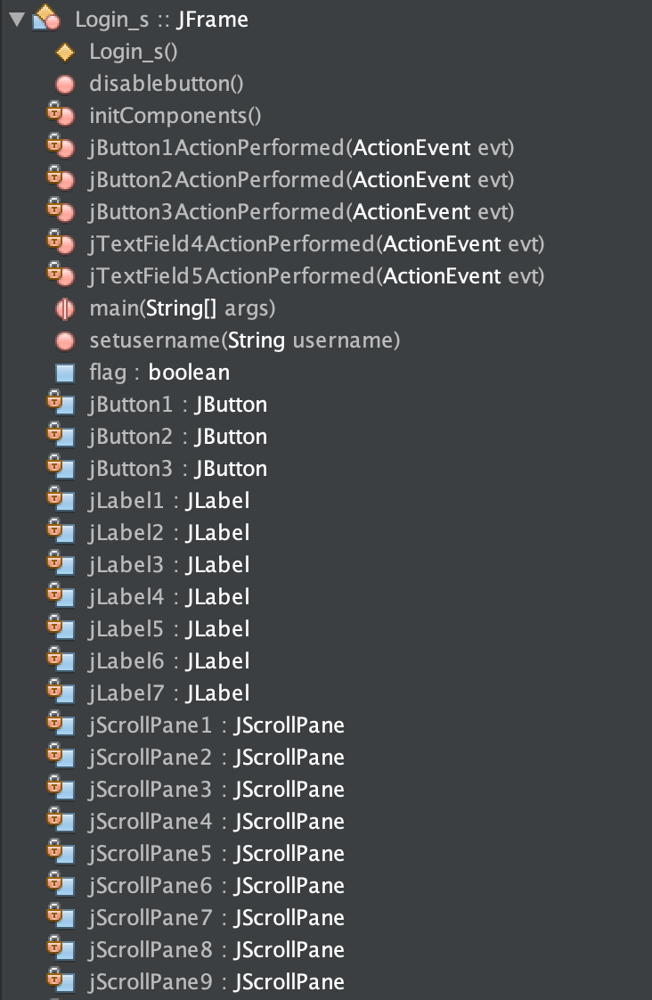 Login_s :: JFrame
Login_s()
disablebutton()
initComponents()
jButton1ActionPerformed(ActionEvent evt)
jButton2ActionPerformed(ActionEvent evt)
jButton3ActionPerformed(ActionEvent evt)
jTextField4ActionPerformed(ActionEvent evt)
jTextField5ActionPerformed(ActionEvent evt)
main(String[] args)
setusername(String username)
flag : boolean
jButton1 : JButton
jButton2 : JButton
jButton3 : JButton
jLabel1 : JLabel
jLabel2 : JLabel
jLabel3 : JLabel
jLabel4 : JLabel
jLabel5 : JLabel
jLabel6 : JLabel
jLabel7 : JLabel
jScrollPane1 : JScrollPane
jScrollPane2 : JScrollPane
jScrollPane3 : JScrollPane
jScrollPane4 : JScrollPane
jScrollPane5 : JScrollPane
jScrollPane6 : JScrollPane
jScrollPane7 : JScrollPane
jScrollPane8 : JScrollPane
jScrollPane9 : JScrollPane